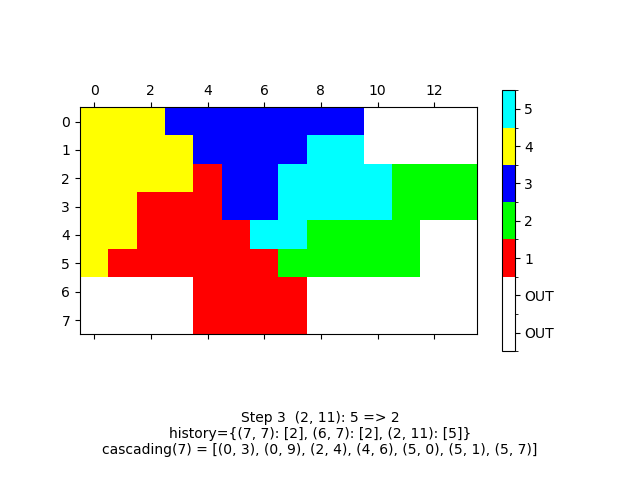 0 2 4 6 8 10 12
0
1
2
3
4
5
6
7
5
4
3
2
1
OUT
OUT
Step 3  (2, 11): 5 => 2
history={(7, 7): [2], (6, 7): [2], (2, 11): [5]}
cascading(7) = [(0, 3), (0, 9), (2, 4), (4, 6), (5, 0), (5, 1), (5, 7)]